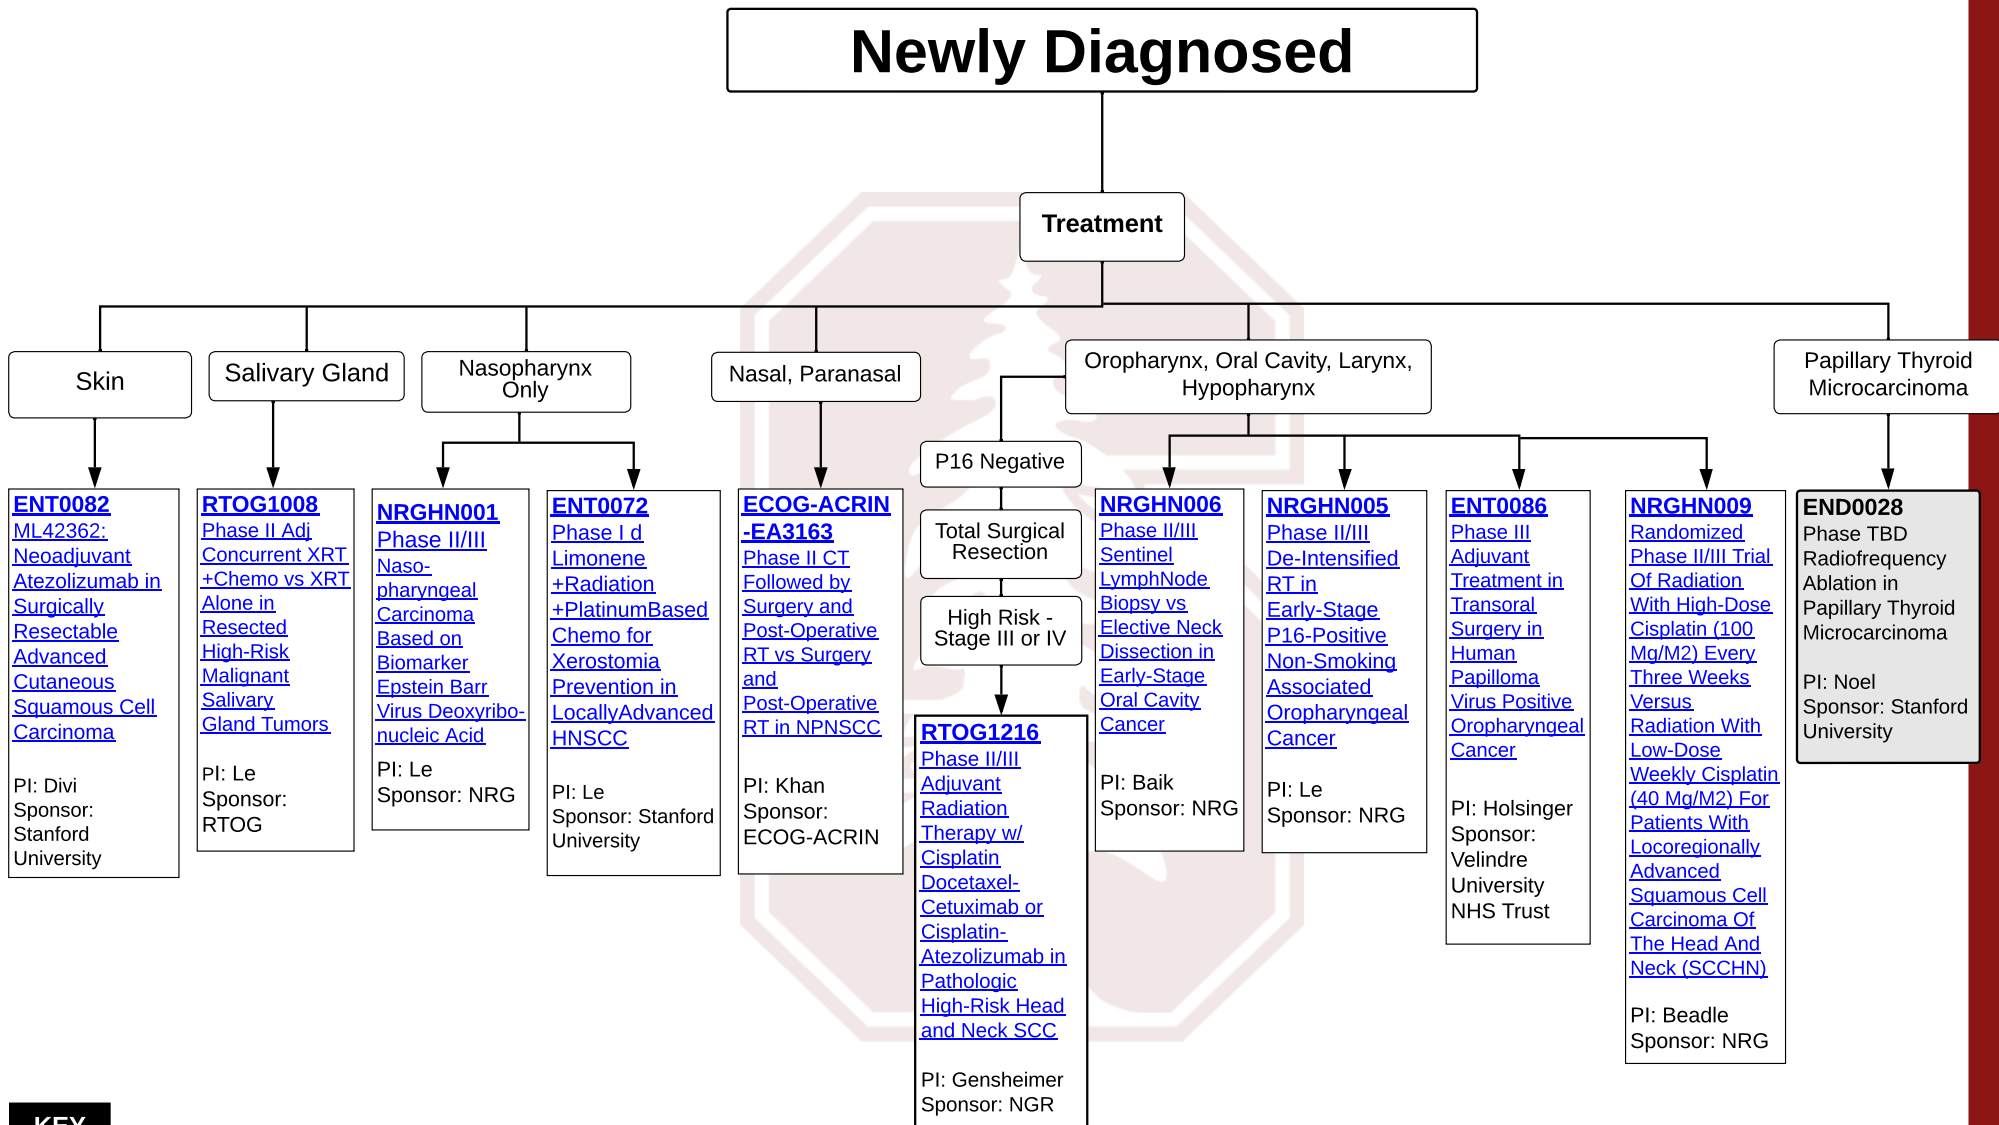 Newly Diagnosed
Treatment
Skin
Salivary Gland
Nasopharynx
Only
Nasal, Paranasal
Oropharynx, Oral Cavity, Larynx,
Hypopharynx
Papillary Thyroid
Microcarcinoma
ENT0082
ML42362:
Neoadjuvant
Atezolizumab in
Surgically
Resectable
Advanced
Cutaneous
Squamous Cell
Carcinoma
PI: Divi
Sponsor:
Stanford
University
RTOG1008
Phase II Adj
Concurrent XRT
+Chemo vs XRT
Alone in
Resected
High-Risk
Malignant
Salivary
Gland Tumors
PI: Le
Sponsor:
RTOG
NRGHN001
Phase II/III
Naso-
pharyngeal
Carcinoma
Based on
Biomarker
Epstein Barr
Virus Deoxyribo-
nucleic Acid
PI: Le
Sponsor: NRG
ENT0072
Phase I d
Limonene
+Radiation
+PlatinumBased
Chemo for
Xerostomia
Prevention in
LocallyAdvanced
HNSCC
PI: Le
Sponsor: Stanford
University
ECOG-ACRIN
-EA3163
Phase II CT
Followed by
Surgery and
Post-Operative
RT vs Surgery
and
Post-Operative
RT in NPNSCC
PI: Khan
Sponsor:
ECOG-ACRIN
P16 Negative
Total Surgical
Resection
High Risk -
Stage III or IV
RTOG1216
Phase II/III
Adjuvant
Radiation
Therapy w/
Cisplatin
Docetaxel-
Cetuximab or
Cisplatin-
Atezolizumab in
Pathologic
High-Risk Head
and Neck SCC
PI: Gensheimer
Sponsor: NGR
NRGHN006
Phase II/III
Sentinel
LymphNode
Biopsy vs
Elective Neck
Dissection in
Early-Stage
Oral Cavity
Cancer
PI: Baik
Sponsor: NRG
NRGHN005
Phase II/III
De-Intensified
RT in
Early-Stage
P16-Positive
Non-Smoking
Associated
Oropharyngeal
Cancer
PI: Le
Sponsor: NRG
ENT0086
Phase III
Adjuvant
Treatment in
Transoral
Surgery in
Human
Papilloma
Virus Positive
Oropharyngeal
Cancer
PI: Holsinger
Sponsor:
Velindre
University
NHS Trust
NRGHN009
Randomized
Phase II/III Trial
Of Radiation
With High-Dose
Cisplatin (100
Mg/M2) Every
Three Weeks
Versus
Radiation With
Low-Dose
Weekly Cisplatin
(40 Mg/M2) For
Patients With
Locoregionally
Advanced
Squamous Cell
Carcinoma Of
The Head And
Neck (SCCHN)
PI: Beadle
Sponsor: NRG
END0028
Phase TBD
Radiofrequency
Ablation in
Papillary Thyroid
Microcarcinoma
PI: Noel
Sponsor: Stanford
University
KEY